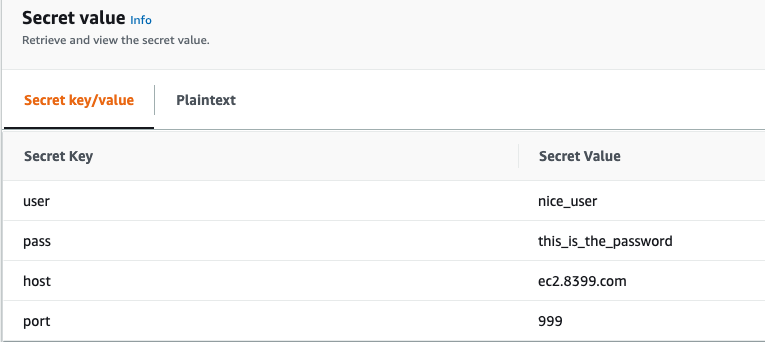 Secret value Info
Retrieve and view the secret value.
Secret key/value Plaintext
Secret Key Secret Value
user nice_user
pass this_is_the_password
host ec2.8399.com
port 999